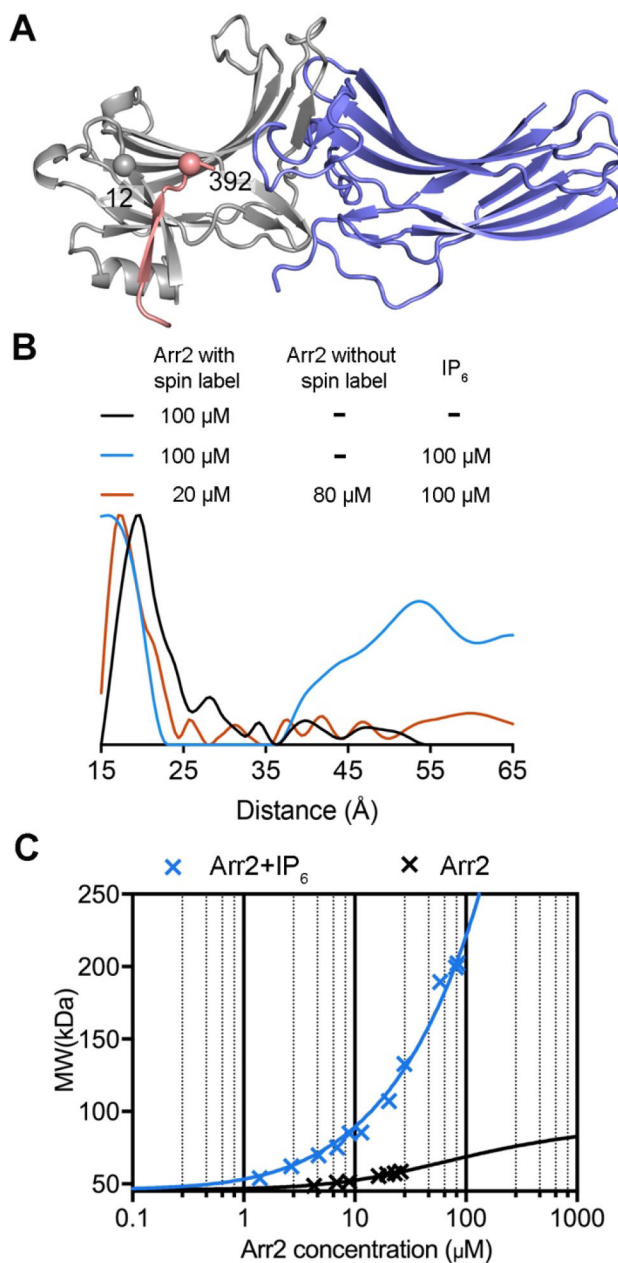 A
12
392
B
Arr2 with Arr2 without IP₆
spin label spin label
100 µM - -
100 µM - 100 µM
20 µM 80 µM 100 µM
15 25 35 45 55 65
Distance (Å)
C
Arr2+IP₆ Arr2
250
200
150
100
50
MW(kDa)
0.1 1 10 100 1000
Arr2 concentration (µM)